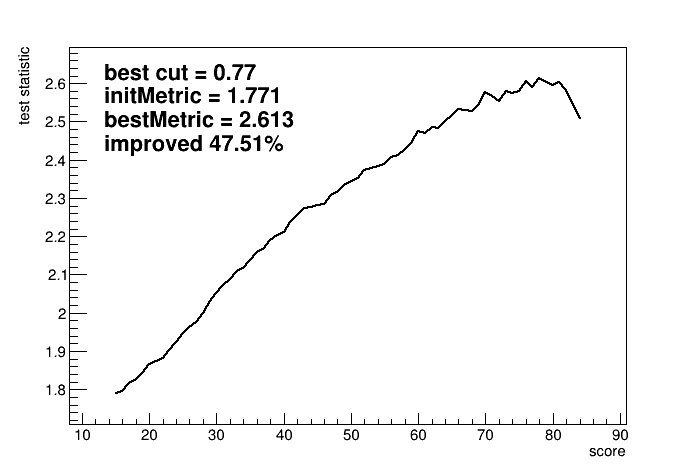 test statistic
best cut = 0.77
initMetric = 1.771
bestMetric = 2.613
improved 47.51%
2.6
2.5
2.4
2.3
2.2
2.1
2
1.9
1.8
10 20 30 40 50 60 70 80 90
score